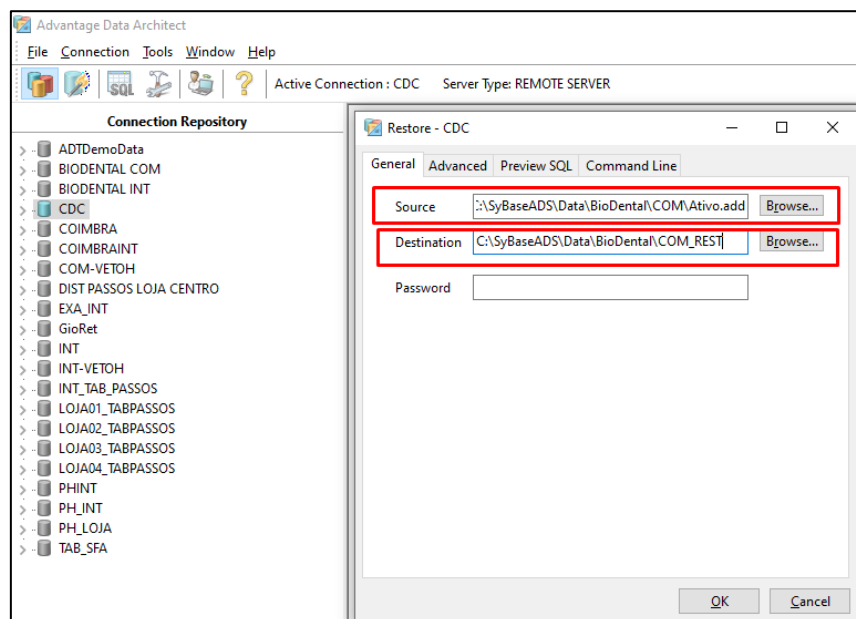 Advantage Data Architect
File Connection Tools Window Help
SQL Active Connection : CDC Server Type: REMOTE SERVER
Connection Repository
ADTDemoData
BIODENTAL COM
BIODENTAL INT
CDC
COIMBRA
COIMBRAINT
COM-VETOH
DIST PASSOS LOJA CENTRO
EXA_INT
GioRet
INT
INT-VETOH
INT_TAB_PASSOS
LOJA01_TABPASSOS
LOJA02_TABPASSOS
LOJA03_TABPASSOS
LOJA04_TABPASSOS
PHINT
PH_INT
PH_LOJA
TAB_SFA
Restore - CDC
General Advanced Preview SQL Command Line
Source :\SyBaseADS\Data\BioDental\COM\Ativo.add Browse...
Destination C:\SyBaseADS\Data\BioDental\COM_REST Browse...
Password
OK Cancel